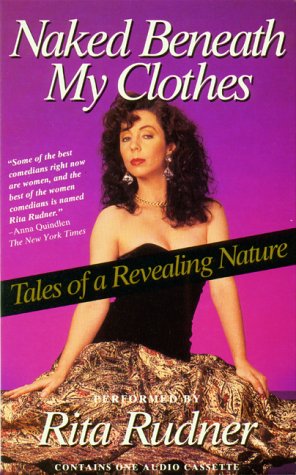 Naked Beneath
My Clothes
“Some of the best
comedians right now
are women, and the
best of the women
comedians is named
Rita Rudner.”
–Anna Quindlen
The New York Times
Tales of a Revealing Nature
PERFORMED BY
Rita Rudner
CONTAINS ONE AUDIO CASSETTE